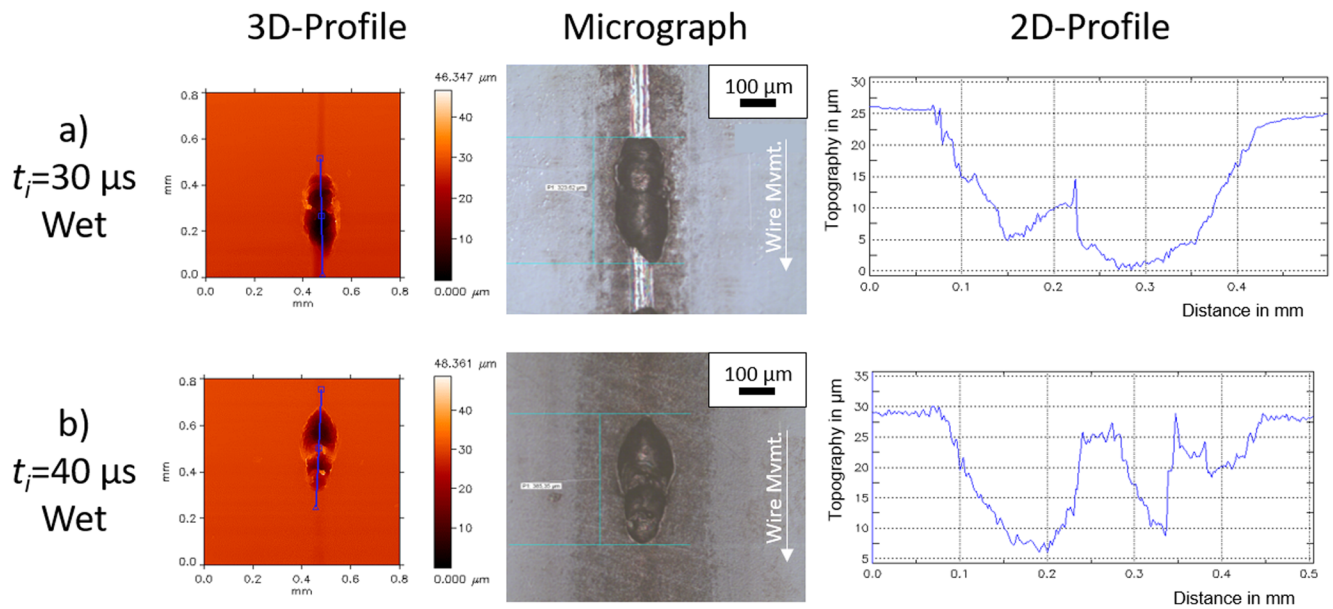 3D-Profile
Micrograph
2D-Profile
a)
tᵢ=30 µs
Wet
46.347 µm
0.8
0.6
0.4
0.2
0.0
mm
0.0 0.2 0.4 0.6 0.8
mm
40
30
20
10
0.000 µm
100 µm
Wire Mvmt.
Topography in µm
30
25
20
15
10
5
0
0.0 0.1 0.2 0.3 0.4
Distance in mm
b)
tᵢ=40 µs
Wet
48.361 µm
0.8
0.6
0.4
0.2
0.0
mm
0.0 0.2 0.4 0.6 0.8
mm
40
30
20
10
0.000 µm
100 µm
Wire Mvmt.
Topography in µm
35
30
25
20
15
10
5
0.0 0.1 0.2 0.3 0.4 0.5
Distance in mm